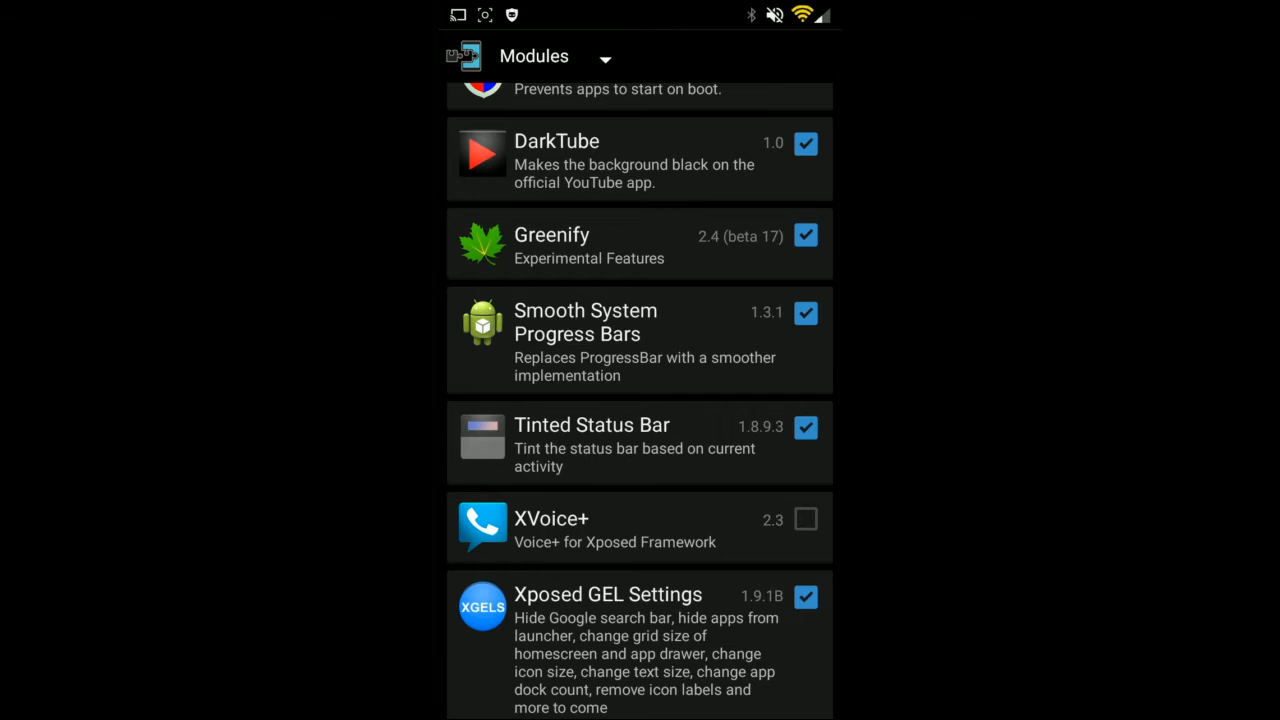 Modules
Prevents apps to start on boot.
DarkTube 1.0
Makes the background black on the
official YouTube app.
Greenify 2.4 (beta 17)
Experimental Features
Smooth System 1.3.1
Progress Bars
Replaces ProgressBar with a smoother
implementation
Tinted Status Bar 1.8.9.3
Tint the status bar based on current
activity
XVoice+ 2.3
Voice+ for Xposed Framework
XGELS
Xposed GEL Settings 1.9.1B
Hide Google search bar, hide apps from
launcher, change grid size of
homescreen and app drawer, change
icon size, change text size, change app
dock count, remove icon labels and
more to come